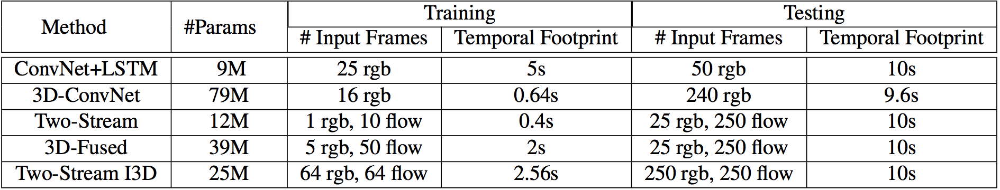 Method #Params Training Testing
# Input Frames Temporal Footprint # Input Frames Temporal Footprint
ConvNet+LSTM 9M 25 rgb 5s 50 rgb 10s
3D-ConvNet 79M 16 rgb 0.64s 240 rgb 9.6s
Two-Stream 12M 1 rgb, 10 flow 0.4s 25 rgb, 250 flow 10s
3D-Fused 39M 5 rgb, 50 flow 2s 25 rgb, 250 flow 10s
Two-Stream I3D 25M 64 rgb, 64 flow 2.56s 250 rgb, 250 flow 10s